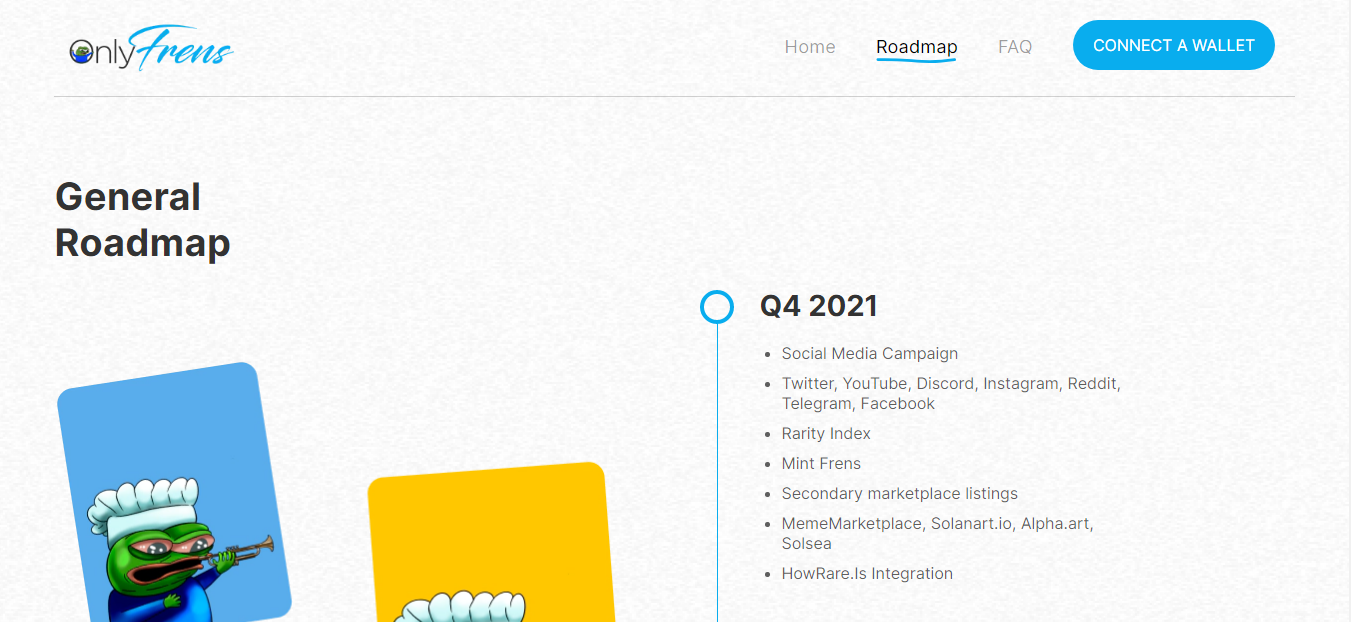 OnlyFrens
Home
Roadmap
FAQ
CONNECT A WALLET
General
Roadmap
Q4 2021
Social Media Campaign
Twitter, YouTube, Discord, Instagram, Reddit,
Telegram, Facebook
Rarity Index
Mint Frens
Secondary marketplace listings
MemeMarketplace, Solanart.io, Alpha.art,
Solsea
HowRare.Is Integration